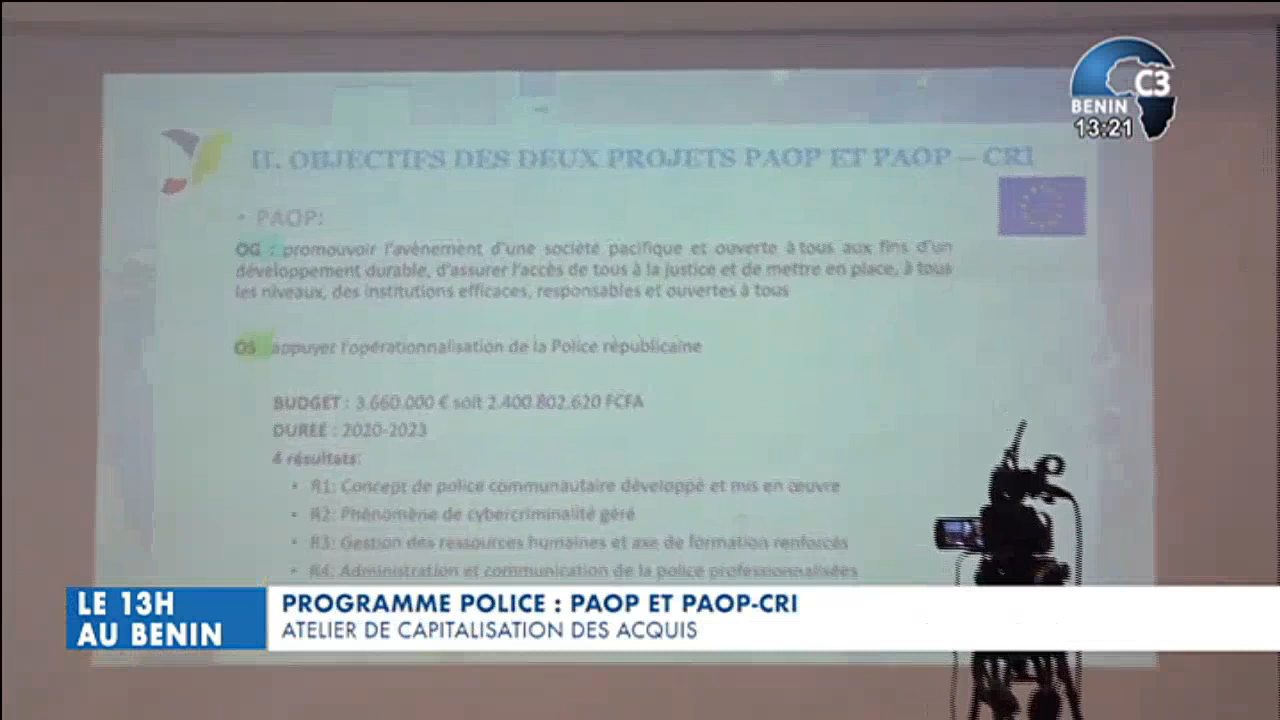 C3
BENIN
13:21
II. OBJECTIFS DES DEUX PROJETS PAOP ET PAOP – CRI
• PAOP:
OG : promouvoir l'avènement d'une société pacifique et ouverte à tous aux fins d'un
développement durable, d'assurer l'accès de tous à la justice et de mettre en place, à tous
les niveaux, des institutions efficaces, responsables et ouvertes à tous
OS : appuyer l'opérationnalisation de la Police républicaine
BUDGET : 3.660.000 € soit 2.400.802.620 FCFA
DUREE : 2020-2023
4 résultats:
• R1: Concept de police communautaire développé et mis en œuvre
• R2: Phénomène de cybercriminalité géré
• R3: Gestion des ressources humaines et axe de formation renforcés
• R4: Administration et communication de la police professionnalisées
LE 13H
AU BENIN
PROGRAMME POLICE : PAOP ET PAOP-CRI
ATELIER DE CAPITALISATION DES ACQUIS